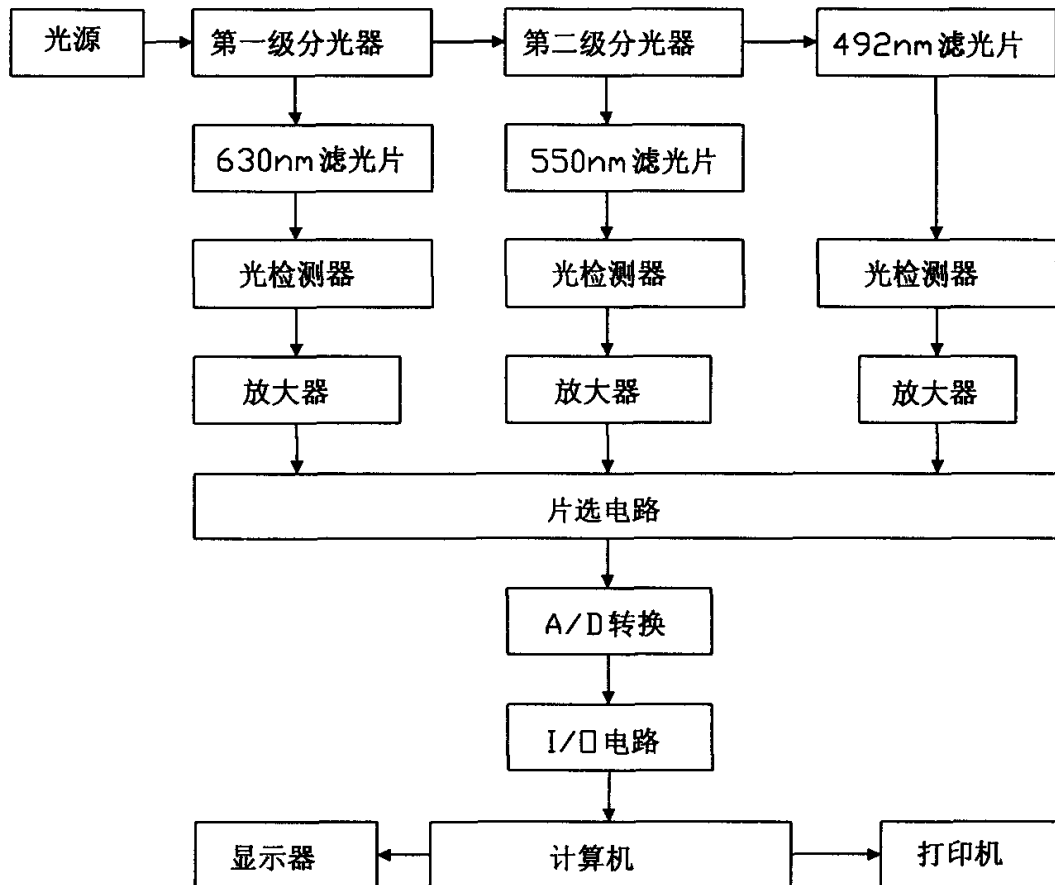 光源
第一级分光器
第二级分光器
492nm滤光片
630nm滤光片
550nm滤光片
光检测器
光检测器
光检测器
放大器
放大器
放大器
片选电路
A/D转换
I/O电路
显示器
计算机
打印机